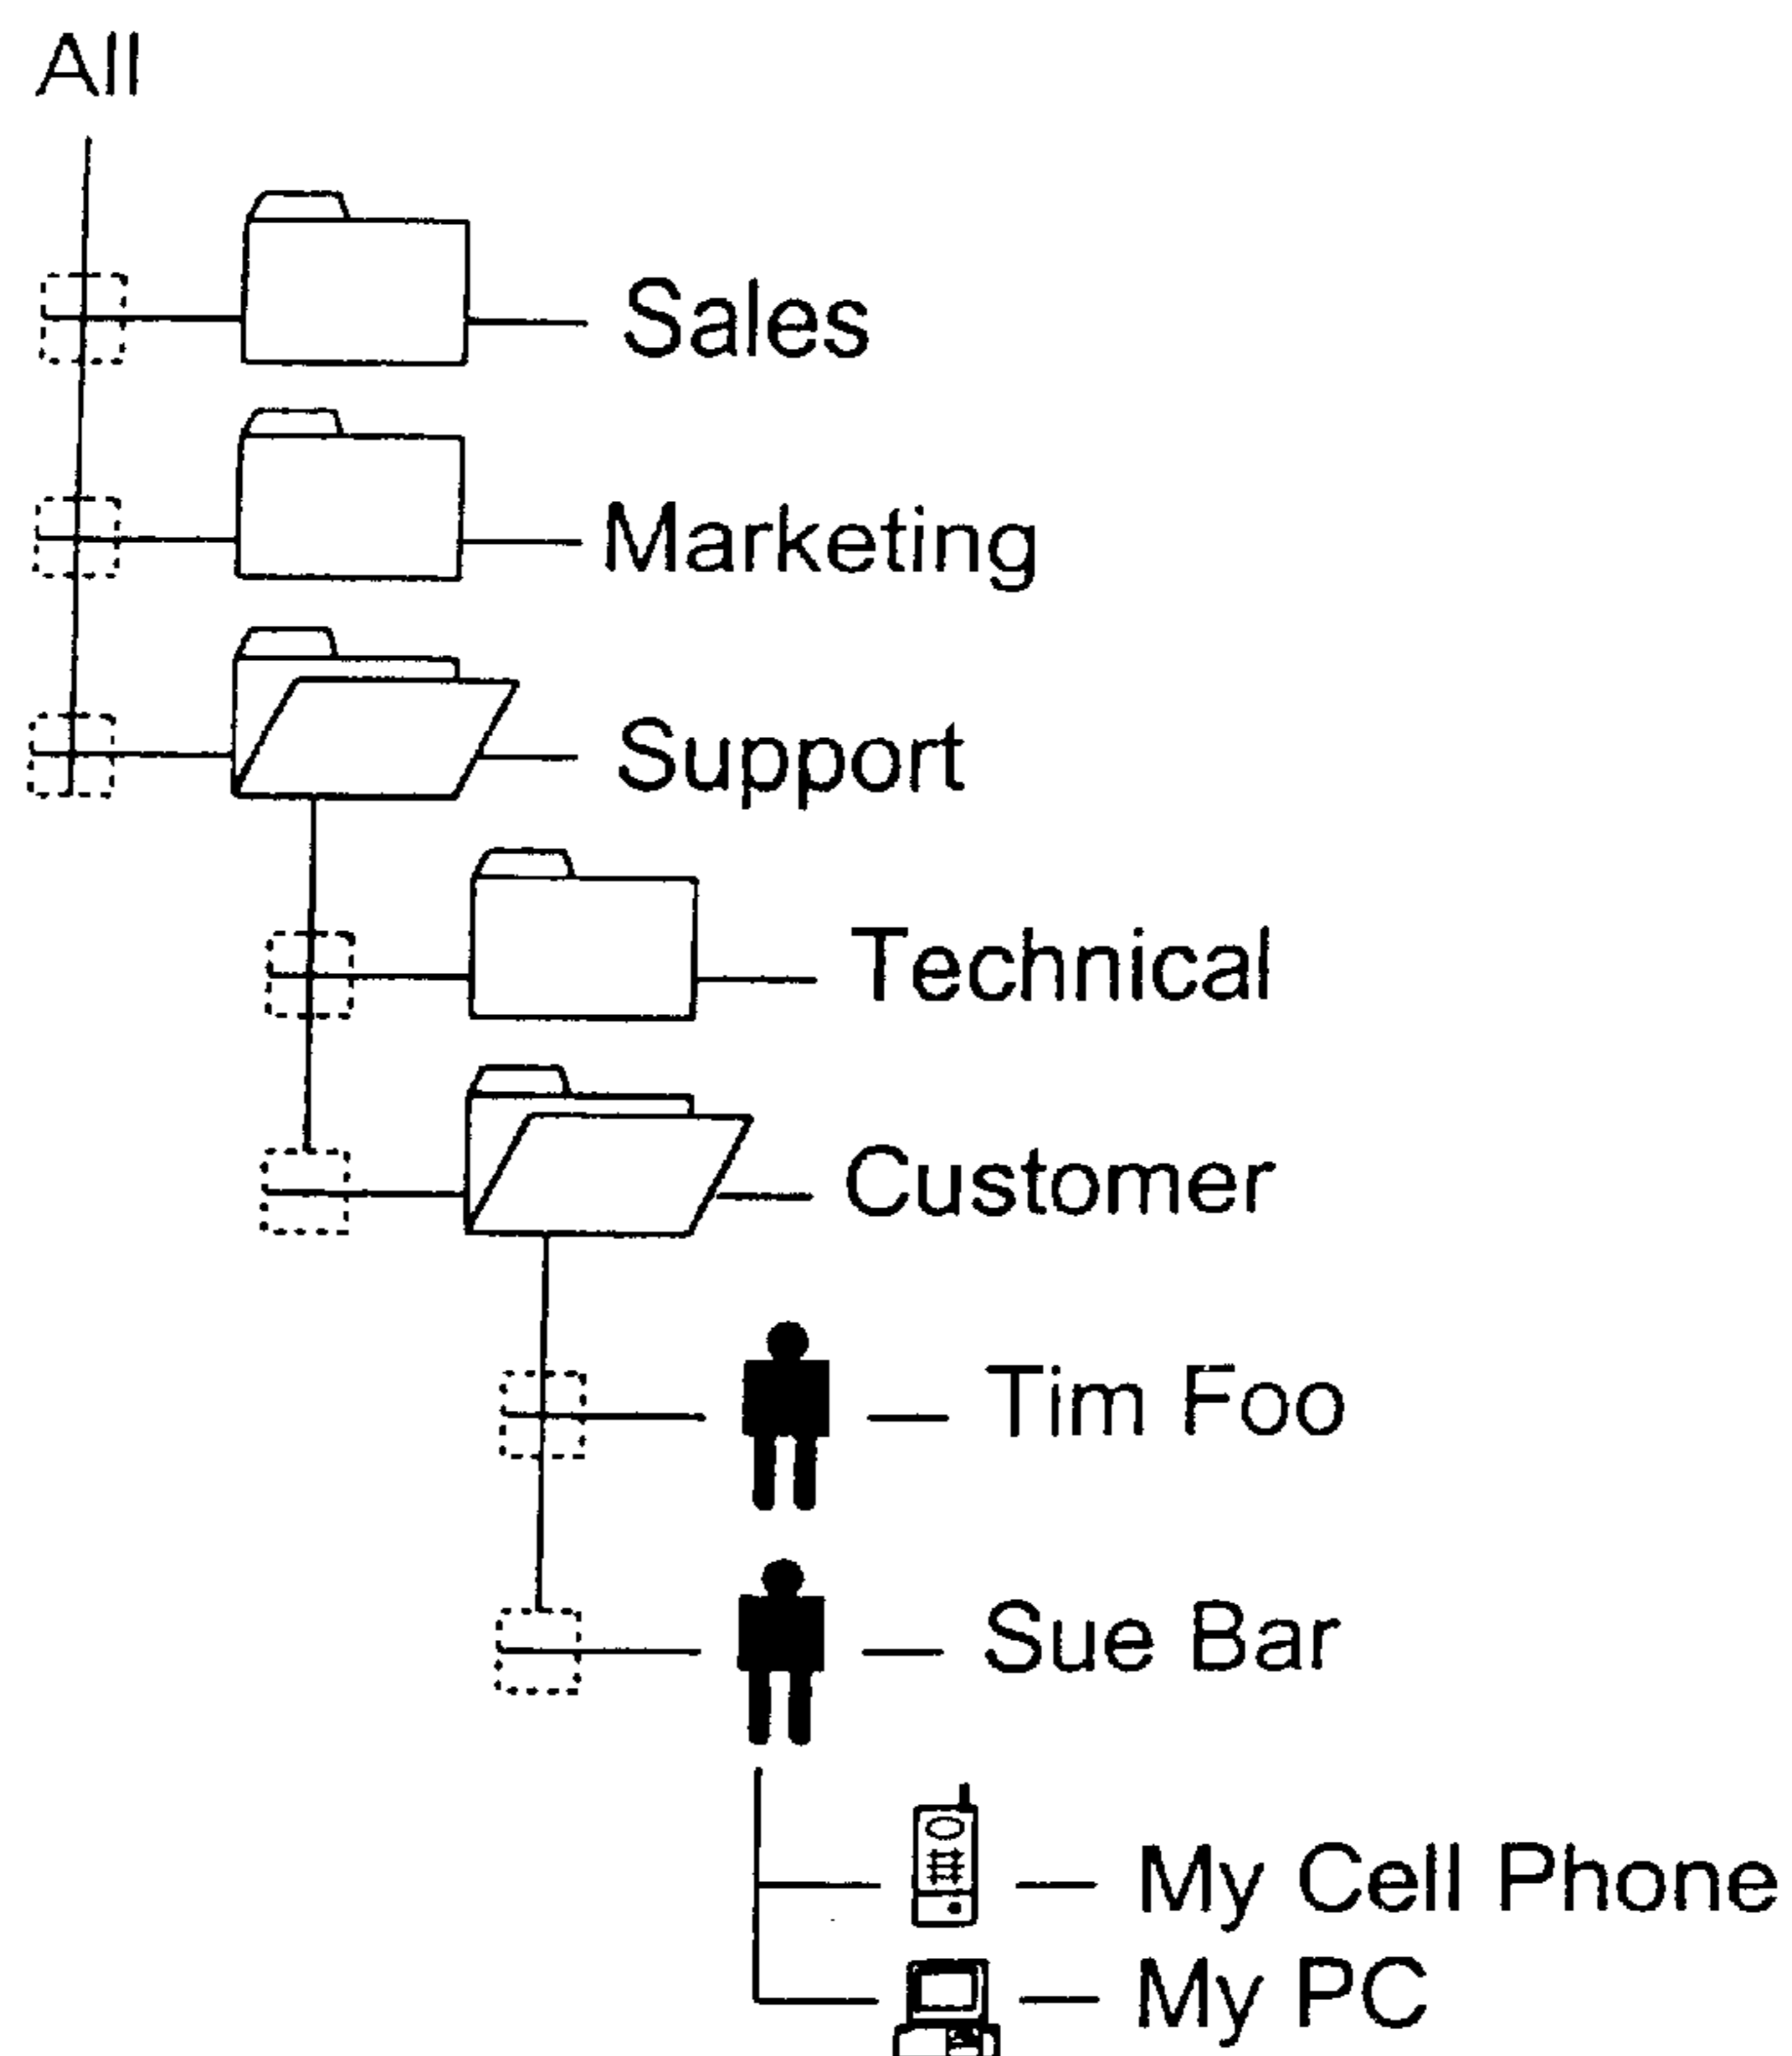 All
Sales
Marketing
Support
Technical
Customer
Tim Foo
Sue Bar
My Cell Phone
My PC